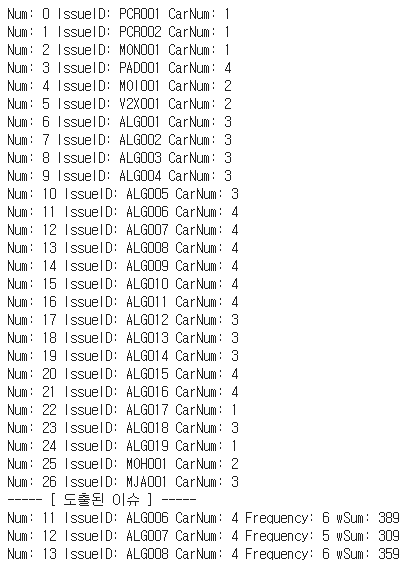 Num: 0 IssueID: PCR001 CarNum: 1
Num: 1 IssueID: PCR002 CarNum: 1
Num: 2 IssueID: MON001 CarNum: 1
Num: 3 IssueID: PAD001 CarNum: 4
Num: 4 IssueID: MOI001 CarNum: 2
Num: 5 IssueID: V2X001 CarNum: 2
Num: 6 IssueID: ALG001 CarNum: 3
Num: 7 IssueID: ALG002 CarNum: 3
Num: 8 IssueID: ALG003 CarNum: 3
Num: 9 IssueID: ALG004 CarNum: 3
Num: 10 IssueID: ALG005 CarNum: 3
Num: 11 IssueID: ALG006 CarNum: 4
Num: 12 IssueID: ALG007 CarNum: 4
Num: 13 IssueID: ALG008 CarNum: 4
Num: 14 IssueID: ALG009 CarNum: 4
Num: 15 IssueID: ALG010 CarNum: 4
Num: 16 IssueID: ALG011 CarNum: 4
Num: 17 IssueID: ALG012 CarNum: 3
Num: 18 IssueID: ALG013 CarNum: 3
Num: 19 IssueID: ALG014 CarNum: 3
Num: 20 IssueID: ALG015 CarNum: 4
Num: 21 IssueID: ALG016 CarNum: 4
Num: 22 IssueID: ALG017 CarNum: 1
Num: 23 IssueID: ALG018 CarNum: 3
Num: 24 IssueID: ALG019 CarNum: 1
Num: 25 IssueID: MOH001 CarNum: 2
Num: 26 IssueID: MJA001 CarNum: 3
----- [ 도출된 이슈 ] -----
Num: 11 IssueID: ALG006 CarNum: 4 Frequency: 6 wSum: 389
Num: 12 IssueID: ALG007 CarNum: 4 Frequency: 5 wSum: 309
Num: 13 IssueID: ALG008 CarNum: 4 Frequency: 6 wSum: 359